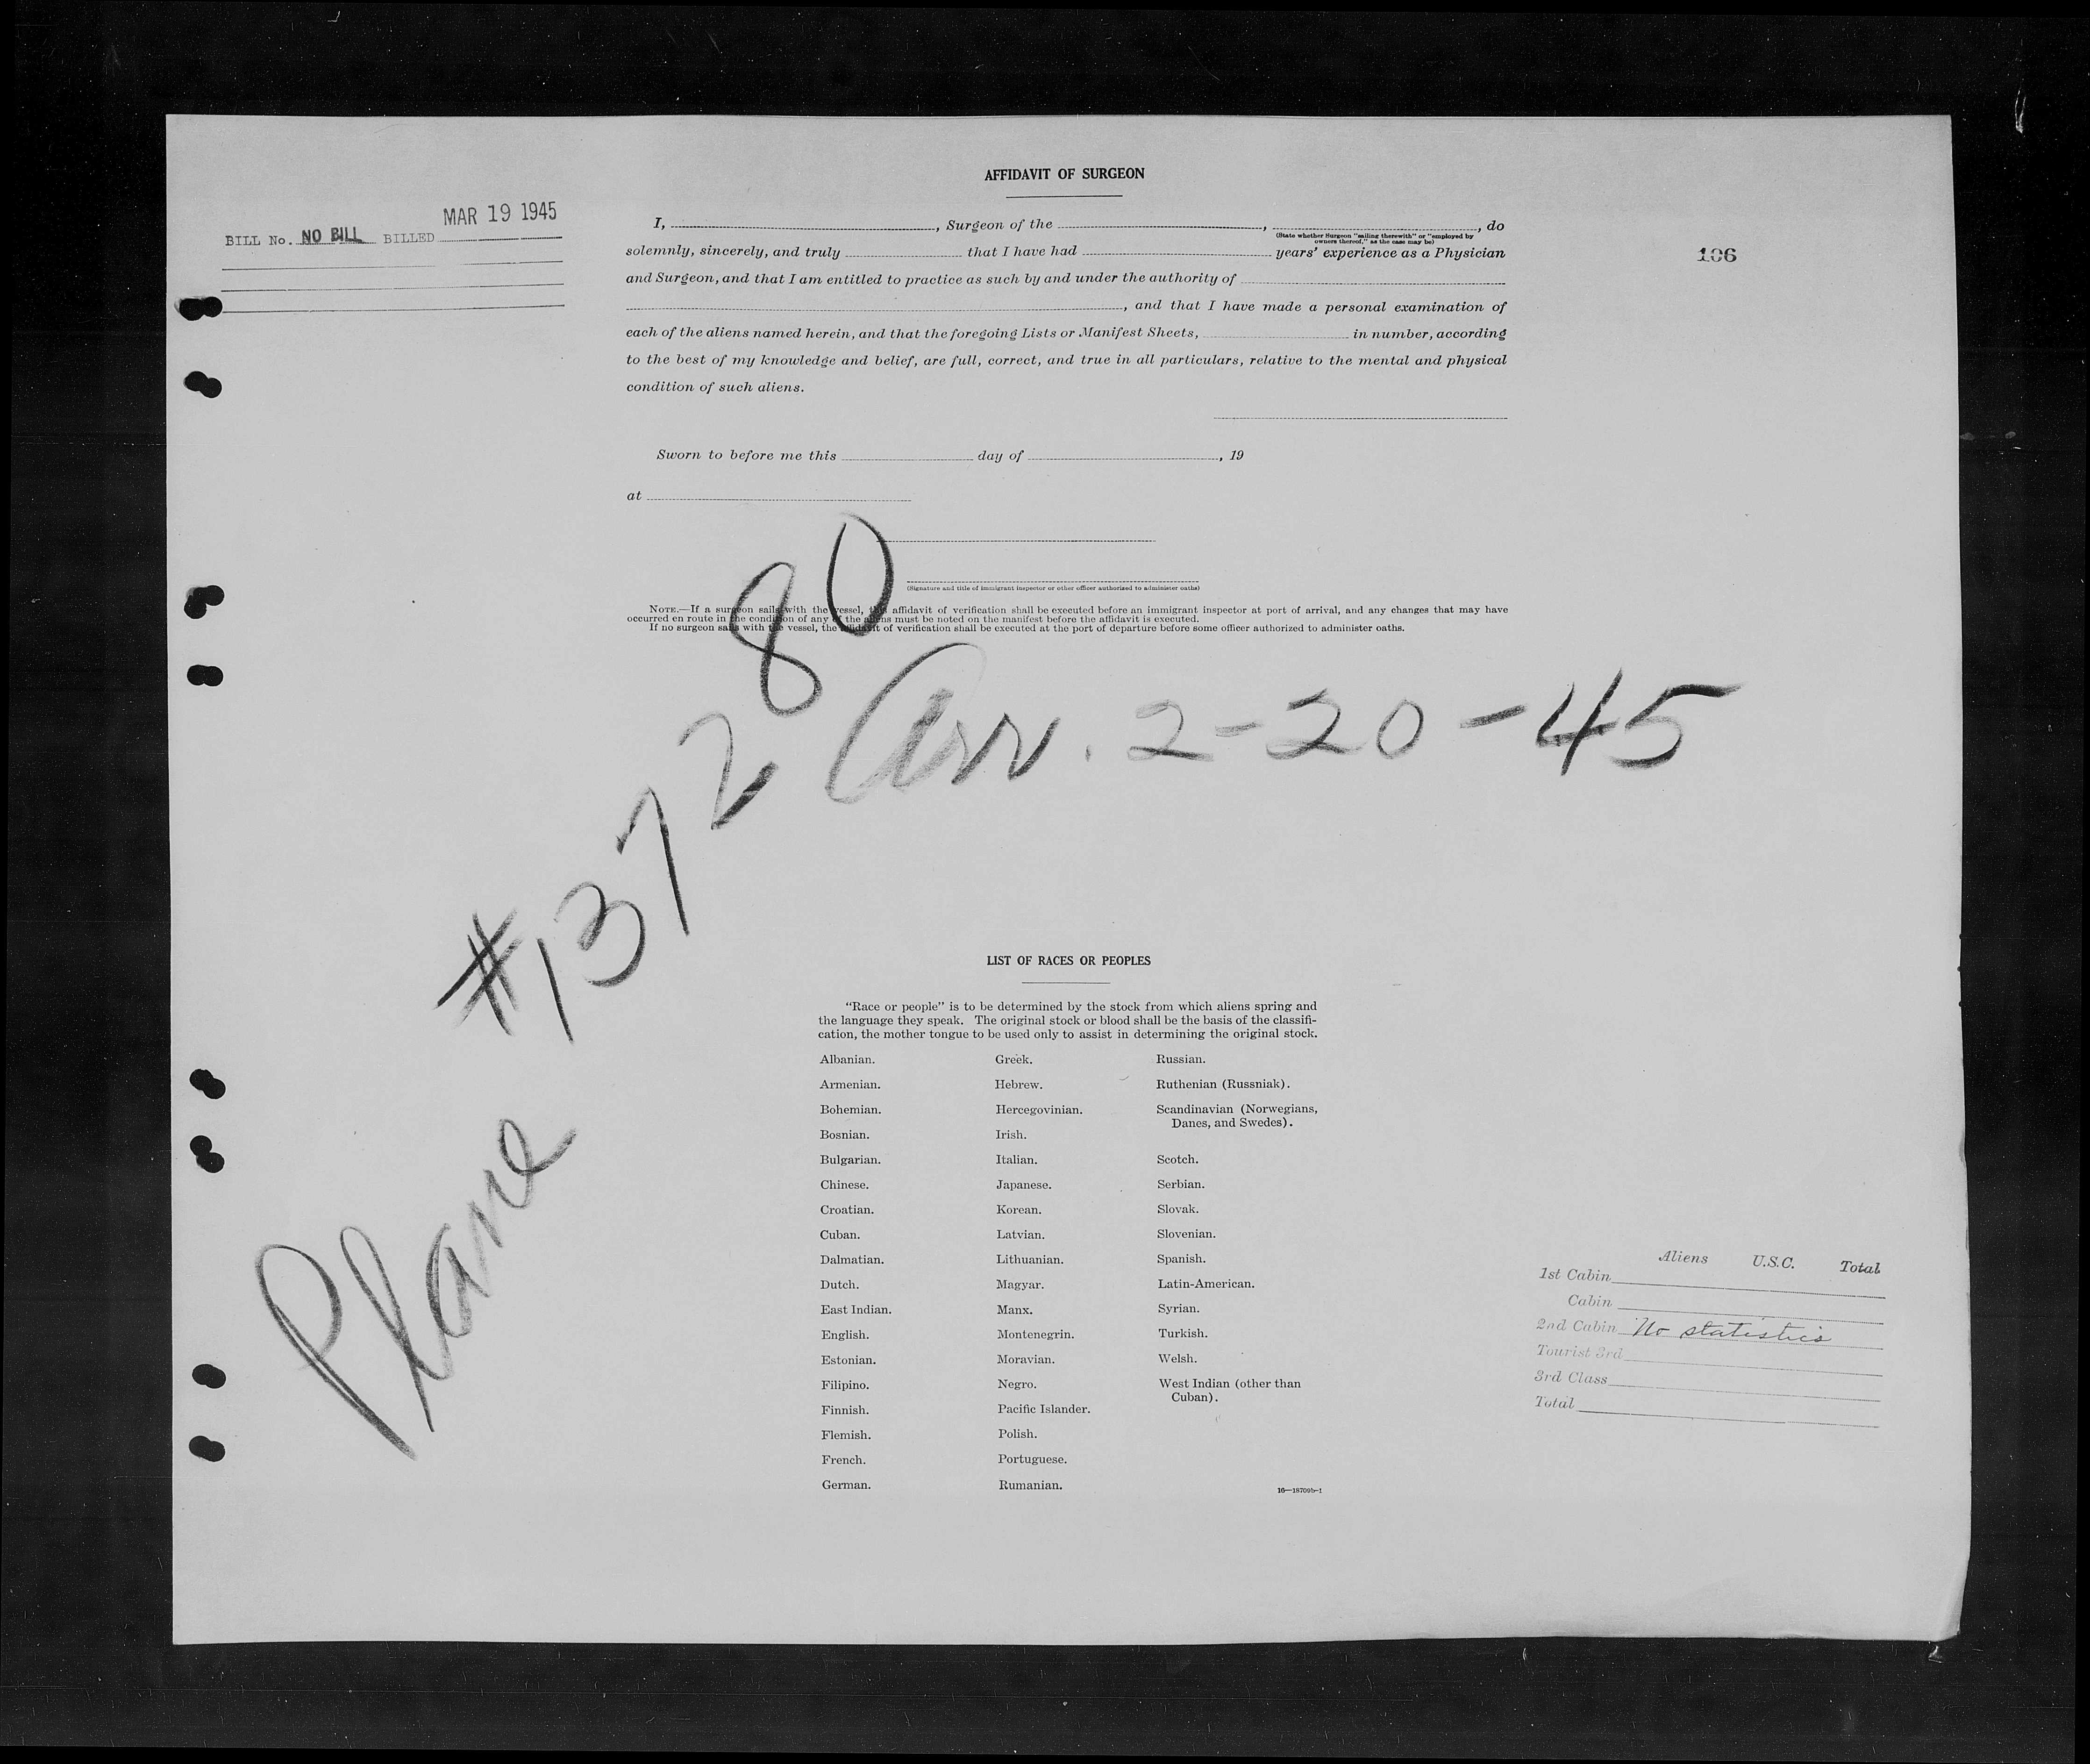 AFFIDAVIT OF SURGEON
MAR 19 1945
BILL No. NO BILL BILLED
106
I, , Surgeon of the , , do
(State whether Surgeon "sailing therewith" or "employed by
owners thereof," as the case may be)
solemnly, sincerely, and truly that I have had years' experience as a Physician
and Surgeon, and that I am entitled to practice as such by and under the authority of
, and that I have made a personal examination of
each of the aliens named herein, and that the foregoing Lists or Manifest Sheets, in number, according
to the best of my knowledge and belief, are full, correct, and true in all particulars, relative to the mental and physical
condition of such aliens.
Sworn to before me this day of , 19
at
(Signature and title of immigrant inspector or other officer authorized to administer oaths)
NOTE.—If a surgeon sails with the vessel, this affidavit of verification shall be executed before an immigrant inspector at port of arrival, and any changes that may have
occurred en route in the condition of any of the aliens must be noted on the manifest before the affidavit is executed.
If no surgeon sails with the vessel, the affidavit of verification shall be executed at the port of departure before some officer authorized to administer oaths.
Plane #137280
Arr. 2-20-45
LIST OF RACES OR PEOPLES
"Race or people" is to be determined by the stock from which aliens spring and
the language they speak. The original stock or blood shall be the basis of the classifi-
cation, the mother tongue to be used only to assist in determining the original stock.
Albanian.
Armenian.
Bohemian.
Bosnian.
Bulgarian.
Chinese.
Croatian.
Cuban.
Dalmatian.
Dutch.
East Indian.
English.
Estonian.
Filipino.
Finnish.
Flemish.
French.
German.
Greek.
Hebrew.
Hercegovinian.
Irish.
Italian.
Japanese.
Korean.
Latvian.
Lithuanian.
Magyar.
Manx.
Montenegrin.
Moravian.
Negro.
Pacific Islander.
Polish.
Portuguese.
Rumanian.
Russian.
Ruthenian (Russniak).
Scandinavian (Norwegians,
Danes, and Swedes).
Scotch.
Serbian.
Slovak.
Slovenian.
Spanish.
Latin-American.
Syrian.
Turkish.
Welsh.
West Indian (other than
Cuban).
16—18709b-1
Aliens U.S.C. Total
1st Cabin
Cabin
2nd Cabin No statistics
Tourist 3rd
3rd Class
Total